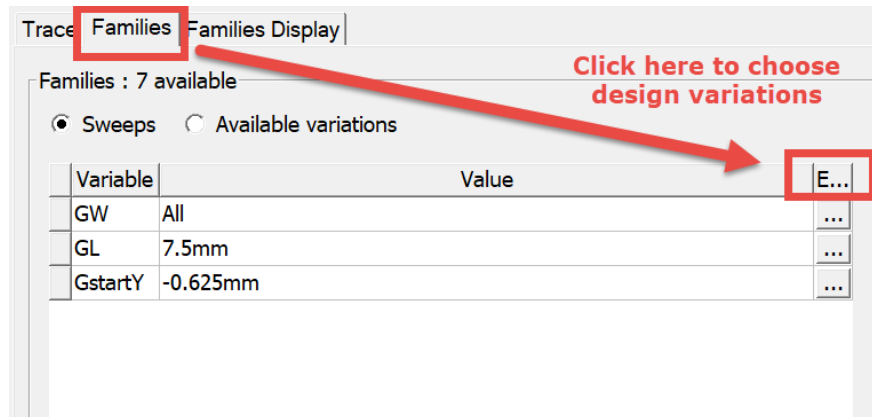 Trace Families Families Display
Click here to choose
design variations
Families : 7 available
Sweeps Available variations
Variable Value E...
GW All ...
GL 7.5mm ...
GstartY -0.625mm ...